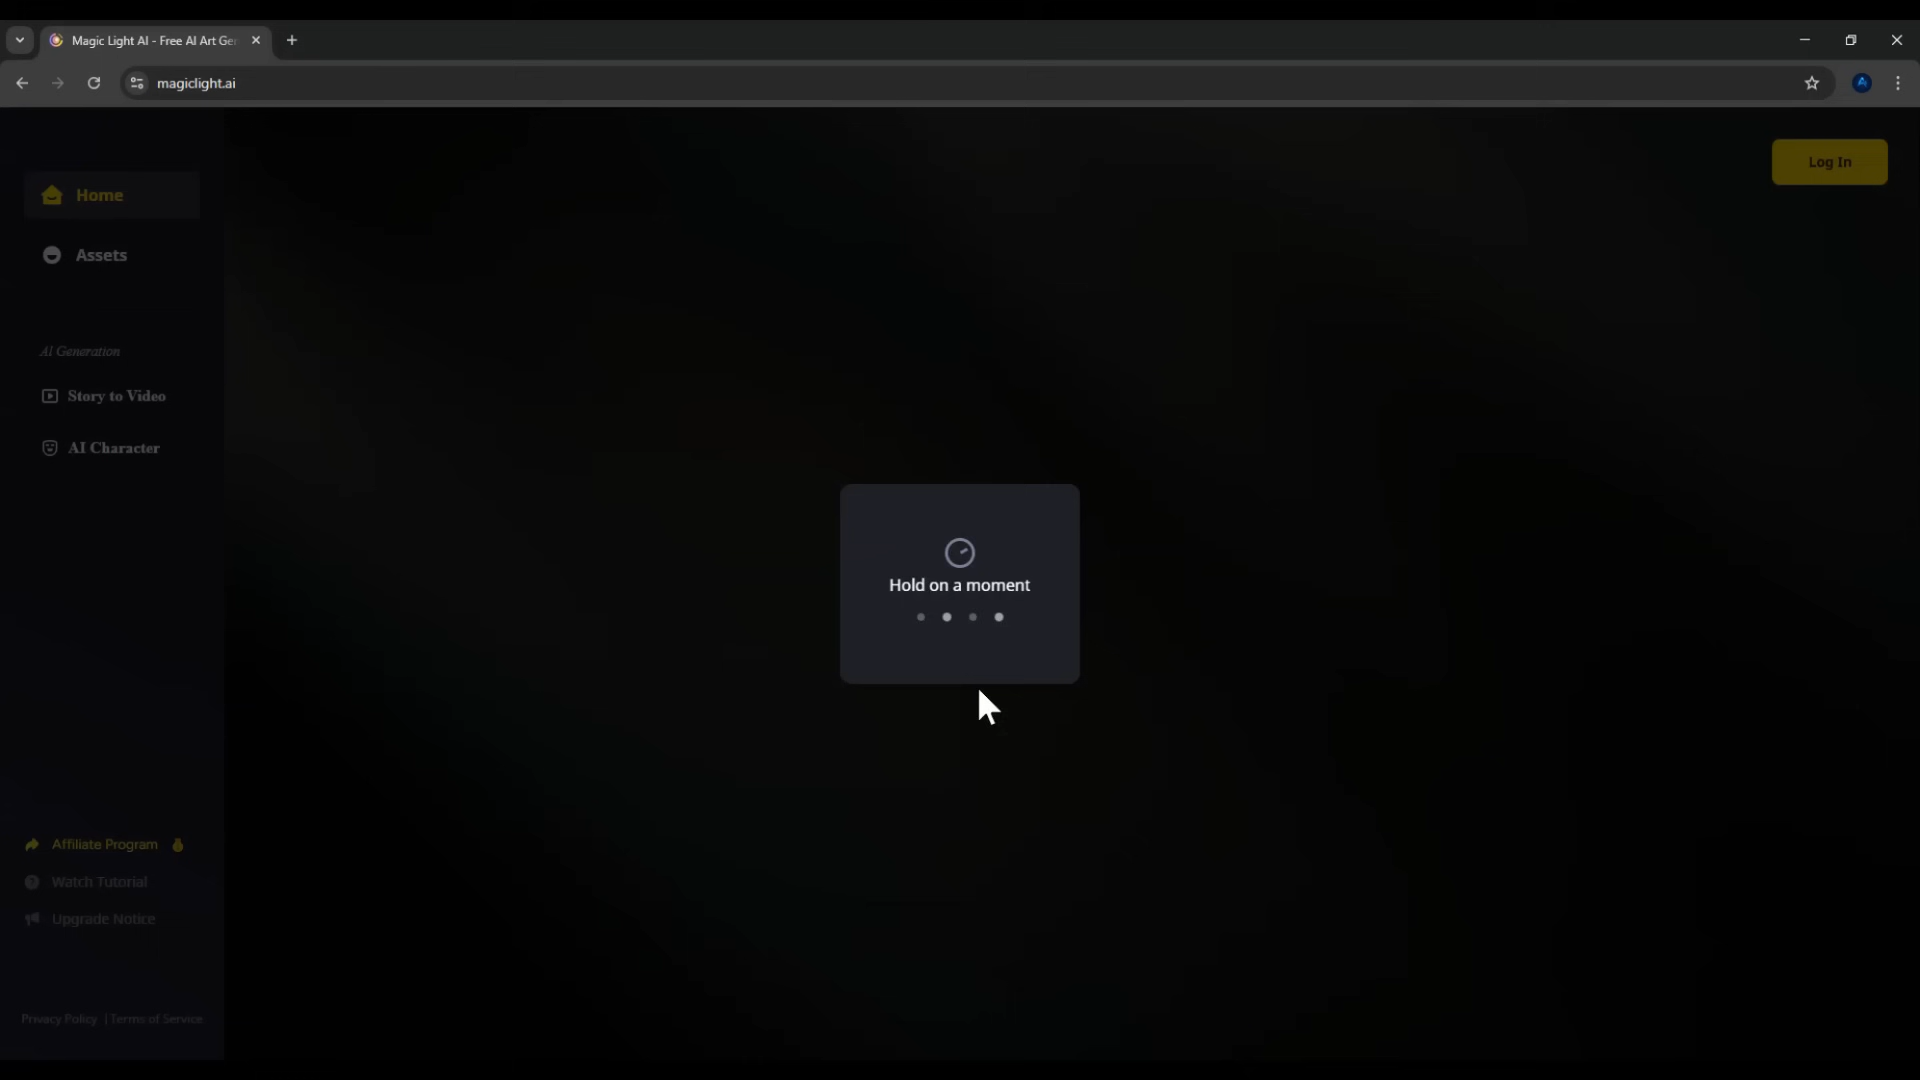 Magic Light AI - Free AI Art Ge
magiclight.ai
Log In
Home
Assets
AI Generation
Story to Video
AI Character
Hold on a moment
Affiliate Program
Watch Tutorial
Upgrade Notice
Privacy Policy | Terms of Service